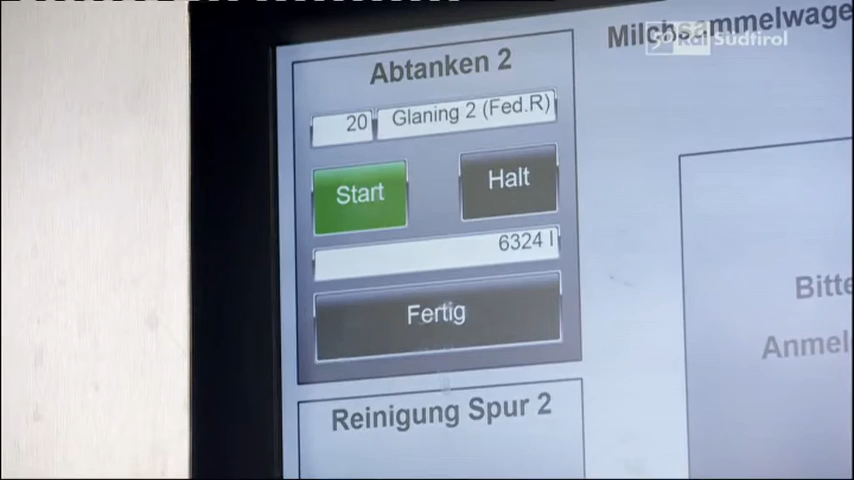 Milchsammelwage
Rai Südtirol
Abtanken 2
20 Glaning 2 (Fed.R)
Start Halt
6324 l
Fertig
Bitte
Anmel
Reinigung Spur 2